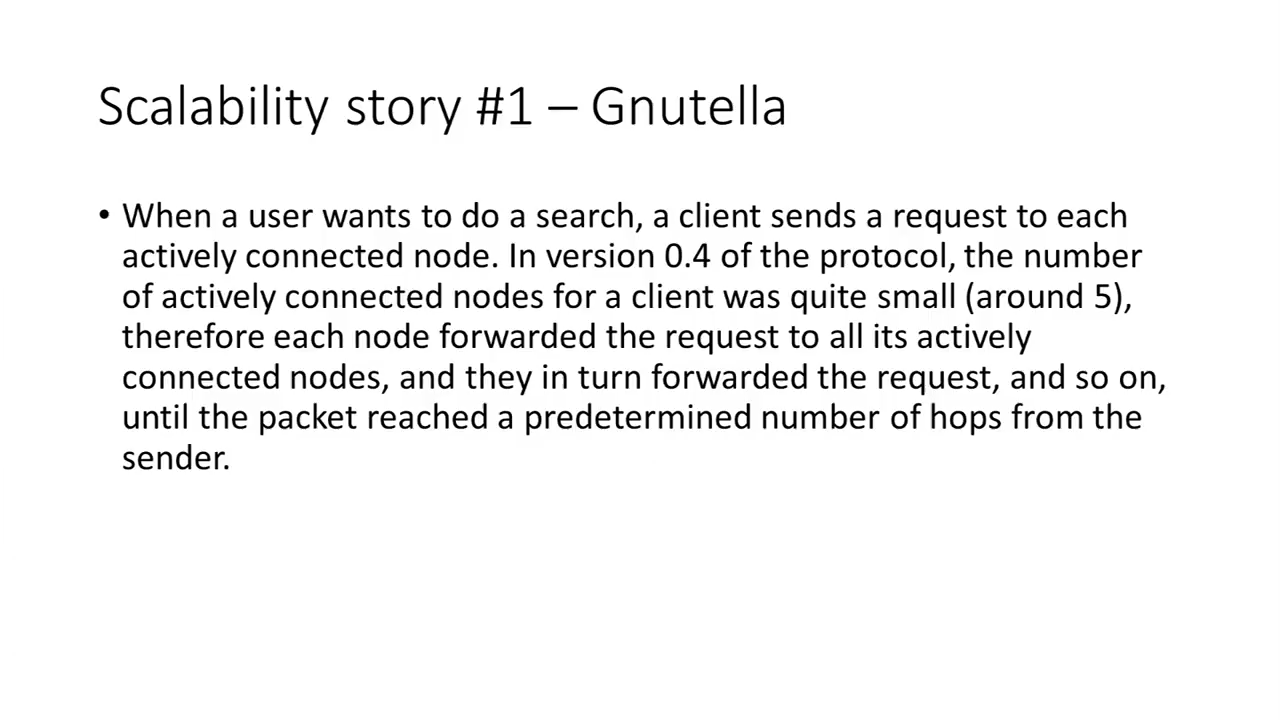 Scalability story #1 – Gnutella
• When a user wants to do a search, a client sends a request to each
actively connected node. In version 0.4 of the protocol, the number
of actively connected nodes for a client was quite small (around 5),
therefore each node forwarded the request to all its actively
connected nodes, and they in turn forwarded the request, and so on,
until the packet reached a predetermined number of hops from the
sender.